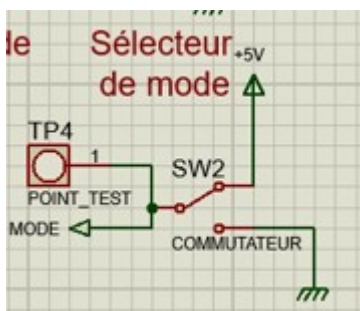 de
Sélecteur
de mode
+5V
TP4
1
SW2
POINT_TEST
MODE
COMMUTATEUR